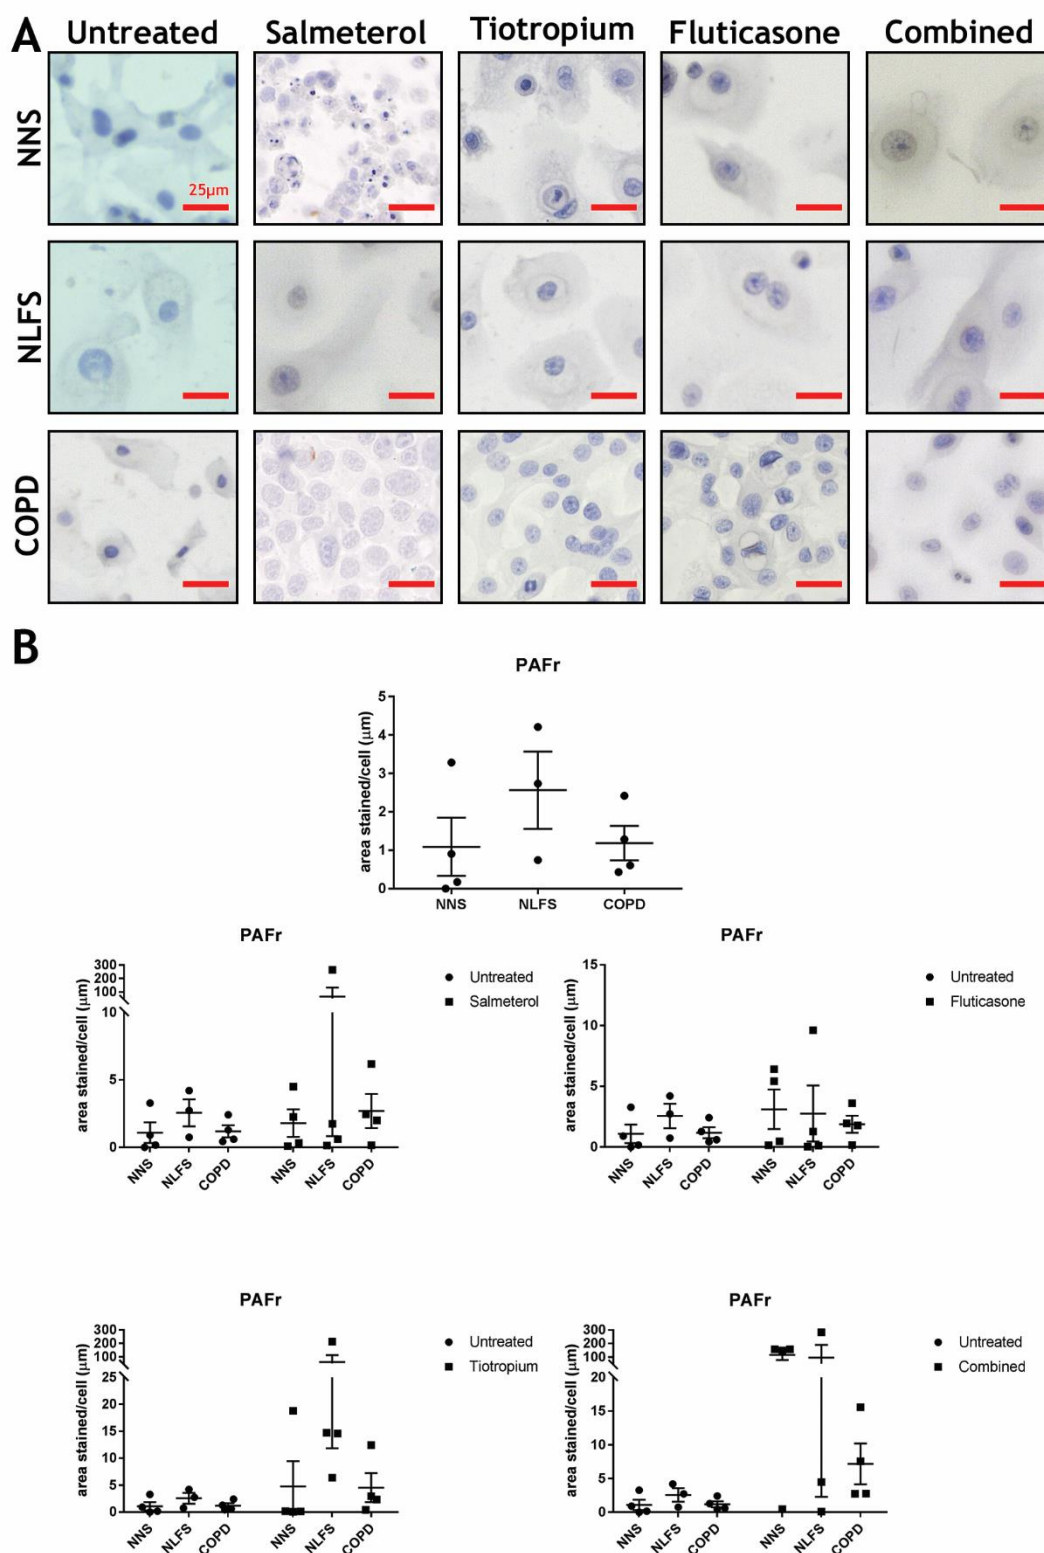 A
Untreated Salmeterol Tiotropium Fluticasone Combined
NNS
25μm
NLFS
COPD
B
PAFr
area stained/cell (μm)
5
4
3
2
1
0
NNS NLFS COPD
PAFr
area stained/cell (μm)
300
200
100
10
5
0
NNS NLFS COPD NNS NLFS COPD
Untreated
Salmeterol
PAFr
area stained/cell (μm)
15
10
5
0
NNS NLFS COPD NNS NLFS COPD
Untreated
Fluticasone
PAFr
area stained/cell (μm)
300
200
100
25
20
15
10
5
0
NNS NLFS COPD NNS NLFS COPD
Untreated
Tiotropium
PAFr
area stained/cell (μm)
300
200
100
20
15
10
5
0
NNS NLFS COPD NNS NLFS COPD
Untreated
Combined